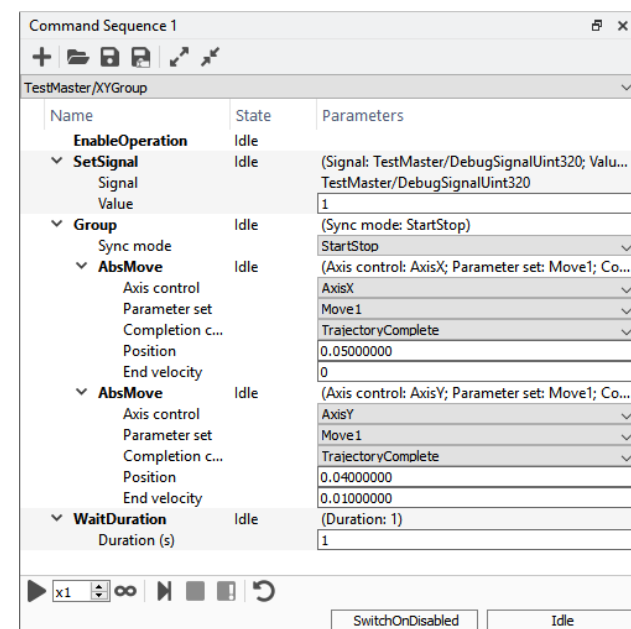 Command Sequence 1
TestMaster/XYGroup
Name State Parameters
EnableOperation Idle
SetSignal Idle (Signal: TestMaster/DebugSignalUint320; Valu...
Signal TestMaster/DebugSignalUint320
Value 1
Group Idle (Sync mode: StartStop)
Sync mode StartStop
AbsMove Idle (Axis control: AxisX; Parameter set: Move1; Co...
Axis control AxisX
Parameter set Move1
Completion c... TrajectoryComplete
Position 0.05000000
End velocity 0
AbsMove Idle (Axis control: AxisY; Parameter set: Move1; Co...
Axis control AxisY
Parameter set Move1
Completion c... TrajectoryComplete
Position 0.04000000
End velocity 0.01000000
WaitDuration Idle (Duration: 1)
Duration (s) 1
x1
SwitchOnDisabled Idle